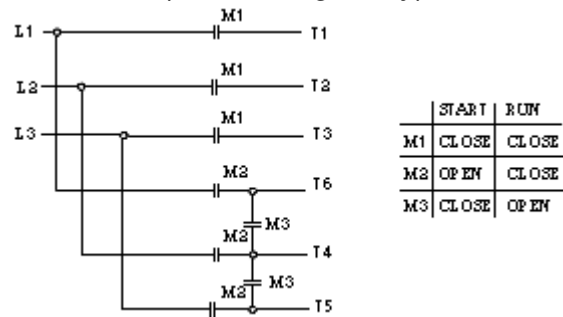 L1
M1
T1
L2
M1
T2
L3
M1
T3
M2
T6
M3
M2
T4
M3
M2
T5
START RUN
M1 CLOSE CLOSE
M2 OPEN CLOSE
M3 CLOSE OPEN